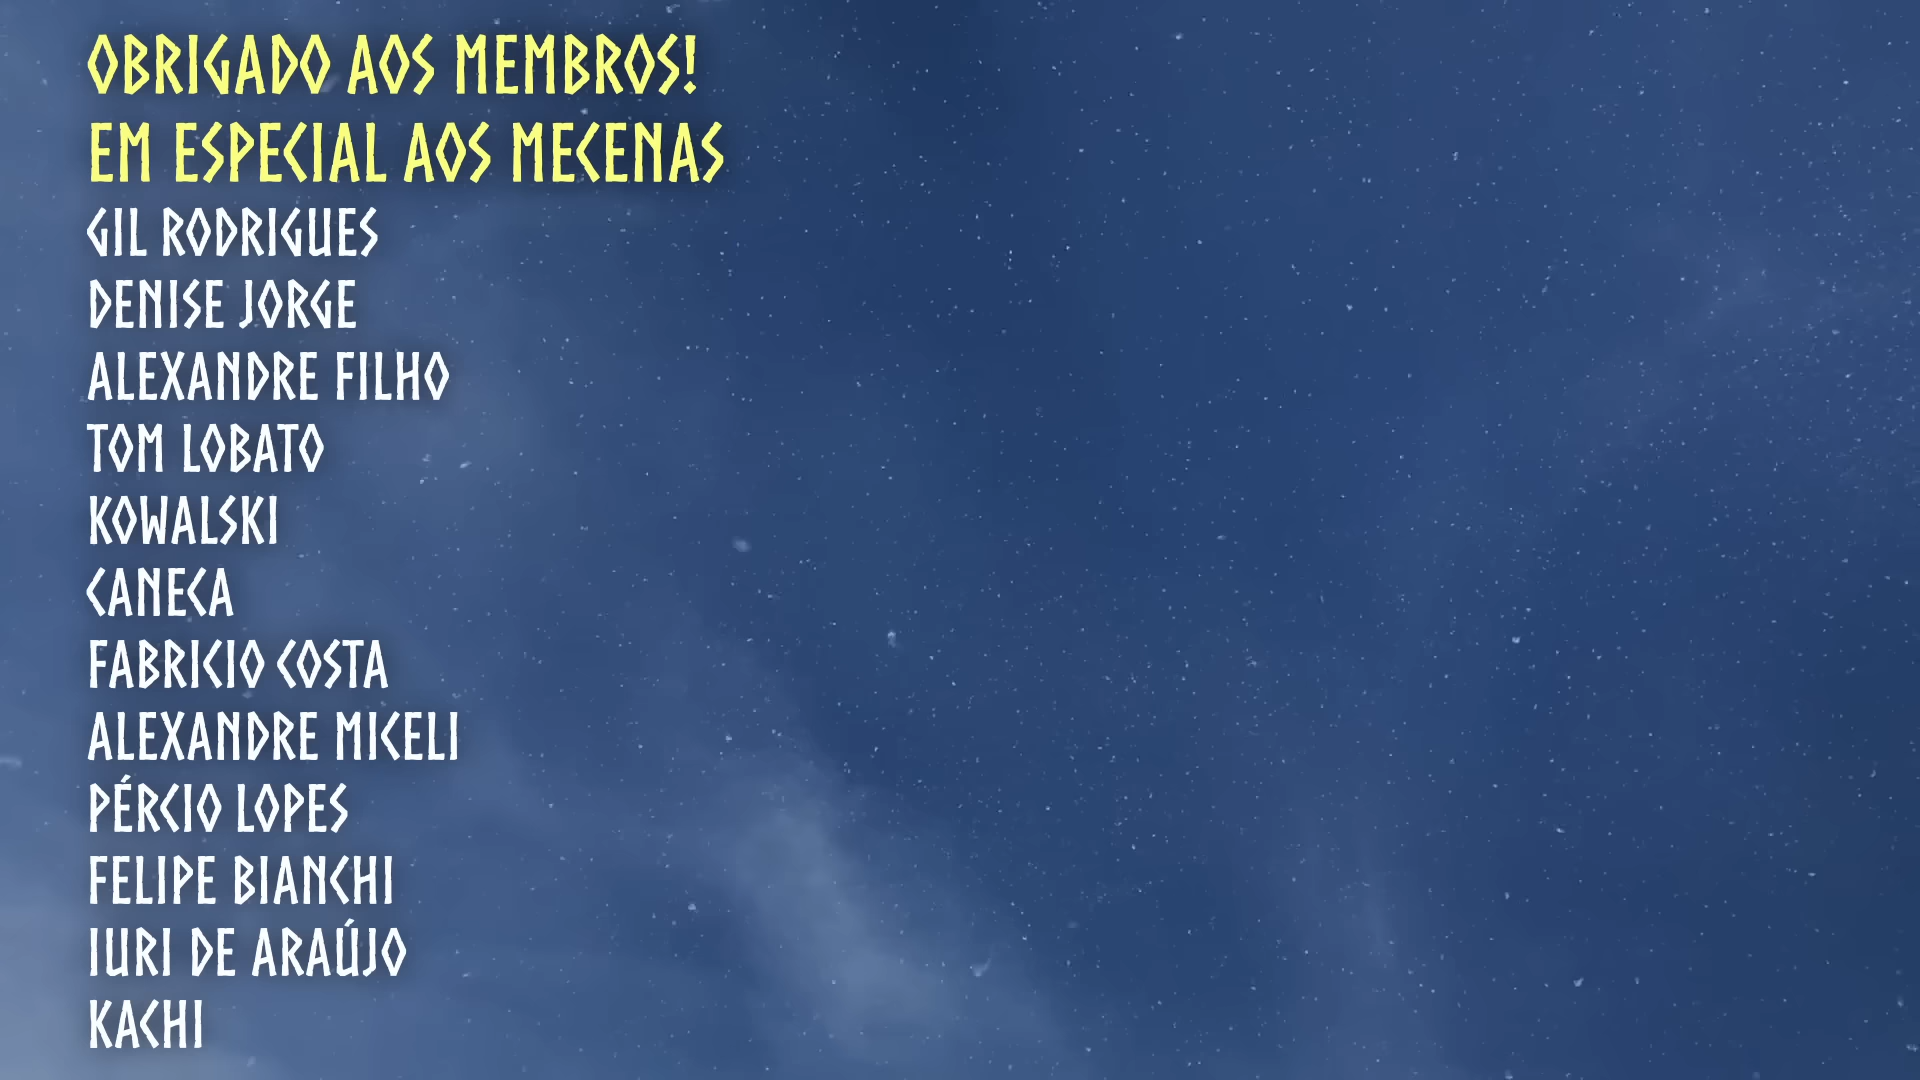 OBRIGADO AOS MEMBROS!
EM ESPECIAL AOS MECENAS
GIL RODRIGUES
DENISE JORGE
ALEXANDRE FILHO
TOM LOBATO
KOWALSKI
CANECA
FABRICIO COSTA
ALEXANDRE MICELI
PÉRCIO LOPES
FELIPE BIANCHI
IURI DE ARAÚJO
KACHI